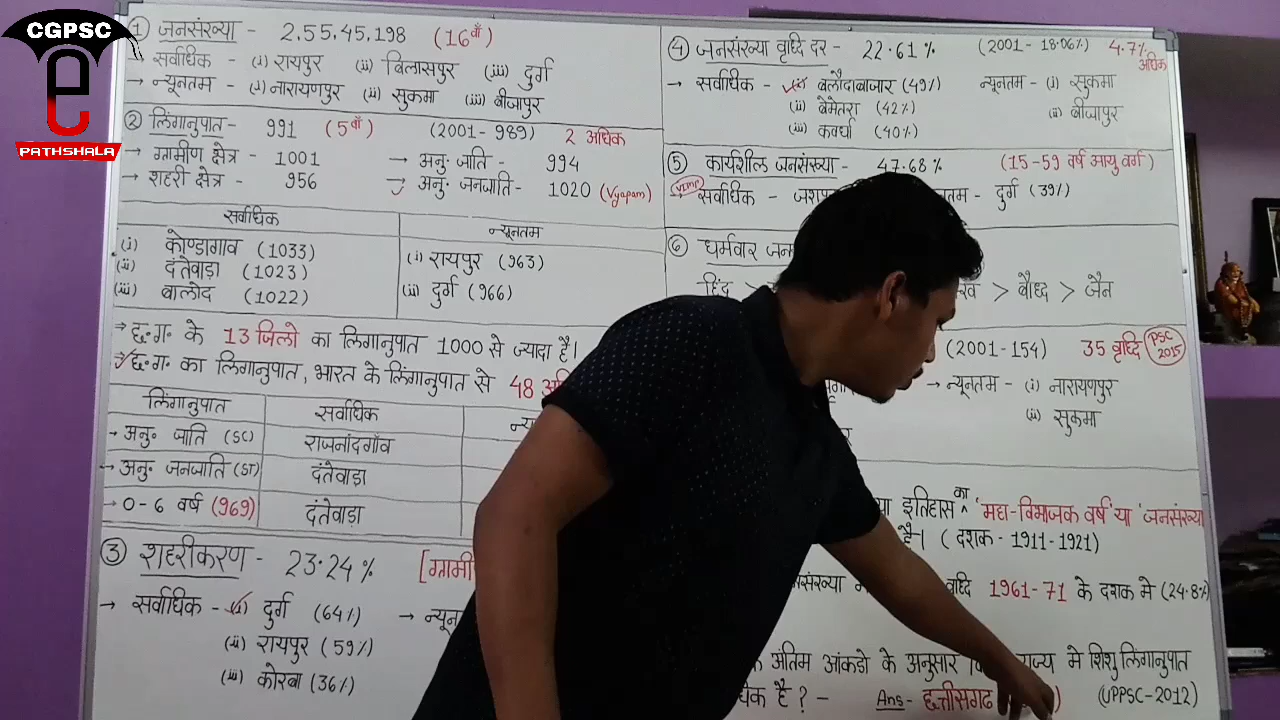 CGPSC
e
PATHSHALA
① जनसंख्या - 2,55,45,198 (16वाँ)
सर्वाधिक - (i) रायपुर (ii) बिलासपुर (iii) दुर्ग
→ न्यूनतम - (i) नारायणपुर (ii) सुकमा (iii) बीजापुर
② लिंगानुपात - 991 (5वाँ) (2001 - 989) 2 अधिक
→ ग्रामीण क्षेत्र - 1001 → अनु॰ जाति - 994
→ शहरी क्षेत्र - 956 अनु॰ जनजाति - 1020 (Vyapam)
सर्वाधिक न्यूनतम
(i) कोण्डागाव (1033) (i) रायपुर (963)
(ii) दंतेवाड़ा (1023) (ii) दुर्ग (966)
(iii) बालोद (1022)
→ छ॰ग॰ के 13 जिलो का लिंगानुपात 1000 से ज्यादा है।
→ छ॰ग॰ का लिंगानुपात, भारत के लिंगानुपात से 48
लिंगानुपात सर्वाधिक
→ अनु॰ जाति (SC) राजनांदगाँव
→ अनु॰ जनजाति (ST) दंतेवाड़ा
→ 0-6 वर्ष (969) दंतेवाड़ा
③ शहरीकरण - 23.24%
→ सर्वाधिक - (i) दुर्ग (64%)
(ii) रायपुर (59%)
(iii) कोरबा (36%)
④ जनसंख्या वृध्दि दर - 22.61% (2001 - 18.06%) 4.7% अधिक
→ सर्वाधिक - (i) बलौदाबाजार (49%) न्यूनतम - (i) सुकमा
(ii) बेमेतरा (42%) (ii) बीजापुर
(iii) कवर्धा (40%)
⑤ कार्यशील जनसंख्या - 47.68% (15-59 वर्ष आयु वर्ग)
→ सर्वाधिक - - दुर्ग (39%)
⑥ धर्मवार
हिंदू > > बौध्द > जैन
(2001-154) 35 वृध्दि (PSC 2015)
→ न्यूनतम - (i) नारायणपुर
(ii) सुकमा
इतिहास का 'महा-विभाजक वर्ष' या 'जनसंख्या
है। (दशक - 1911-1921)
1961-71 के दशक मे (24.8%)
अंतिम आंकडो के अनुसार मे शिशु लिंगानुपात
है? - Ans- छत्तीसगढ (UPPSC-2012)